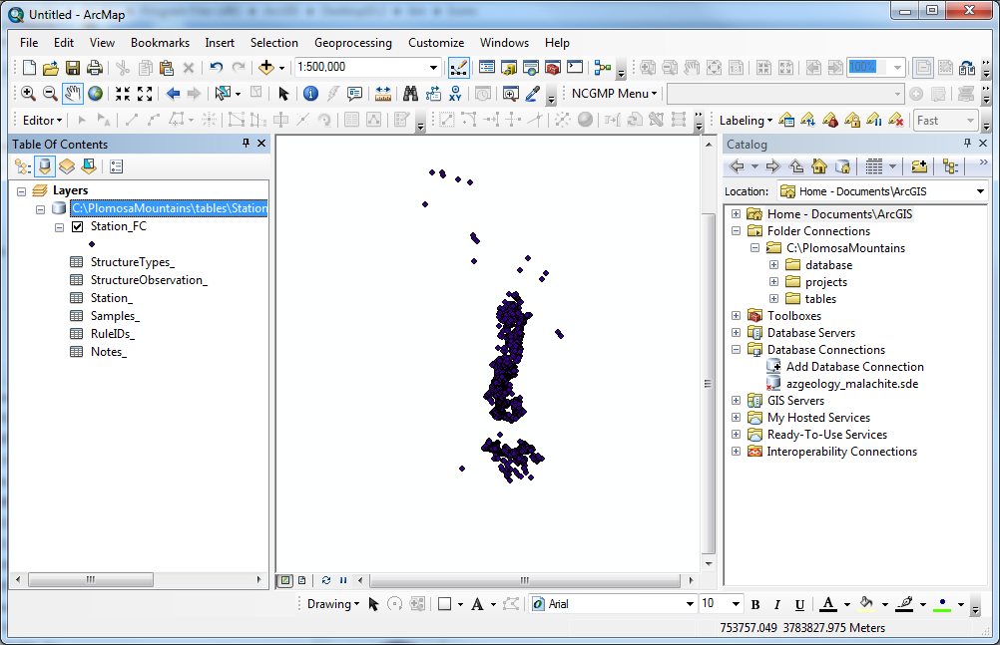 Untitled - ArcMap
File Edit View Bookmarks Insert Selection Geoprocessing Customize Windows Help
1:500,000
100%
NCGMP Menu
Editor
Labeling
Fast
Table Of Contents
Layers
C:\PlomosaMountains\tables\Station
Station_FC
StructureTypes_
StructureObservation_
Station_
Samples_
RuleIDs_
Notes_
Catalog
Location: Home - Documents\ArcGIS
Home - Documents\ArcGIS
Folder Connections
C:\PlomosaMountains
database
projects
tables
Toolboxes
Database Servers
Database Connections
Add Database Connection
azgeology_malachite.sde
GIS Servers
My Hosted Services
Ready-To-Use Services
Interoperability Connections
Drawing
A
Arial
10
B I U A
753757.049 3783827.975 Meters